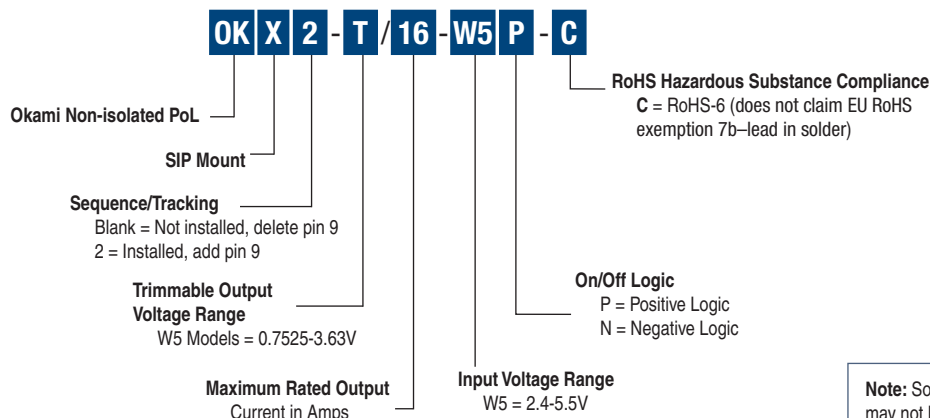 OK X 2 - T / 16 - W5 P - C
RoHS Hazardous Substance Compliance
C = RoHS-6 (does not claim EU RoHS
exemption 7b–lead in solder)
Okami Non-isolated PoL
SIP Mount
Sequence/Tracking
Blank = Not installed, delete pin 9
2 = Installed, add pin 9
On/Off Logic
P = Positive Logic
N = Negative Logic
Trimmable Output
Voltage Range
W5 Models = 0.7525-3.63V
Input Voltage Range
W5 = 2.4-5.5V
Maximum Rated Output
Current in Amps
Note: So
may not